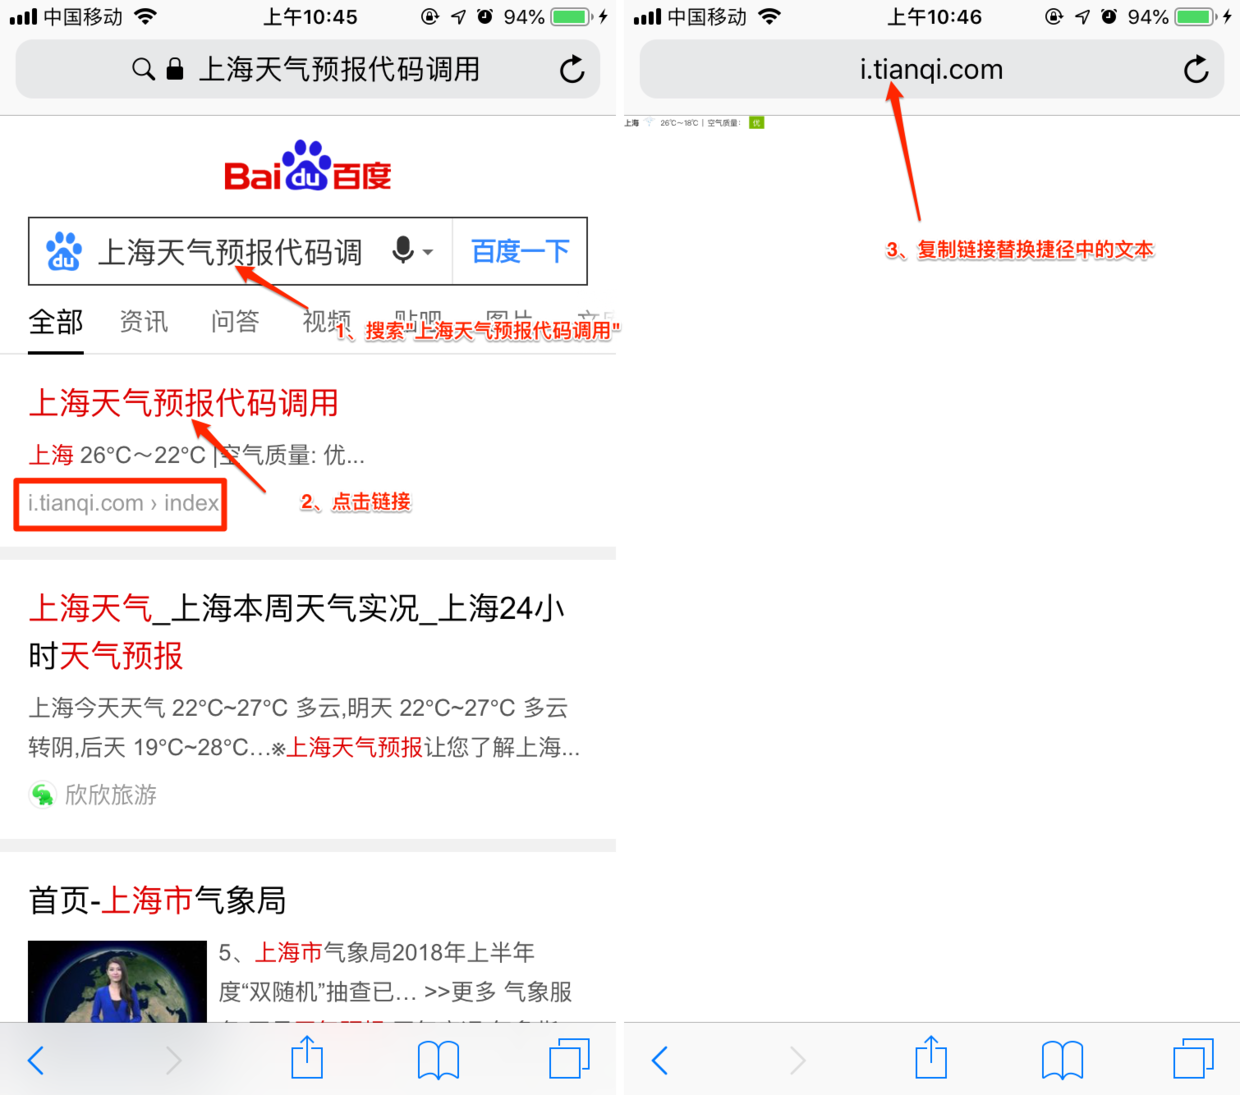 中国移动 上午10:45 94%
上海天气预报代码调用
Bai du 百度
du 上海天气预报代码调 百度一下
全部 资讯 问答 视频 贴吧 图片
1、搜索"上海天气预报代码调用"
上海天气预报代码调用
上海 26°C～22°C |空气质量: 优...
i.tianqi.com › index
2、点击链接
上海天气_上海本周天气实况_上海24小
时天气预报
上海今天天气 22°C~27°C 多云,明天 22°C~27°C 多云
转阴,后天 19°C~28°C...※上海天气预报让您了解上海...
欣欣旅游
首页-上海市气象局
5、上海市气象局2018年上半年
度“双随机”抽查已... >>更多 气象服
中国移动 上午10:46 94%
i.tianqi.com
上海 26℃～18℃ | 空气质量： 优
3、复制链接替换捷径中的文本